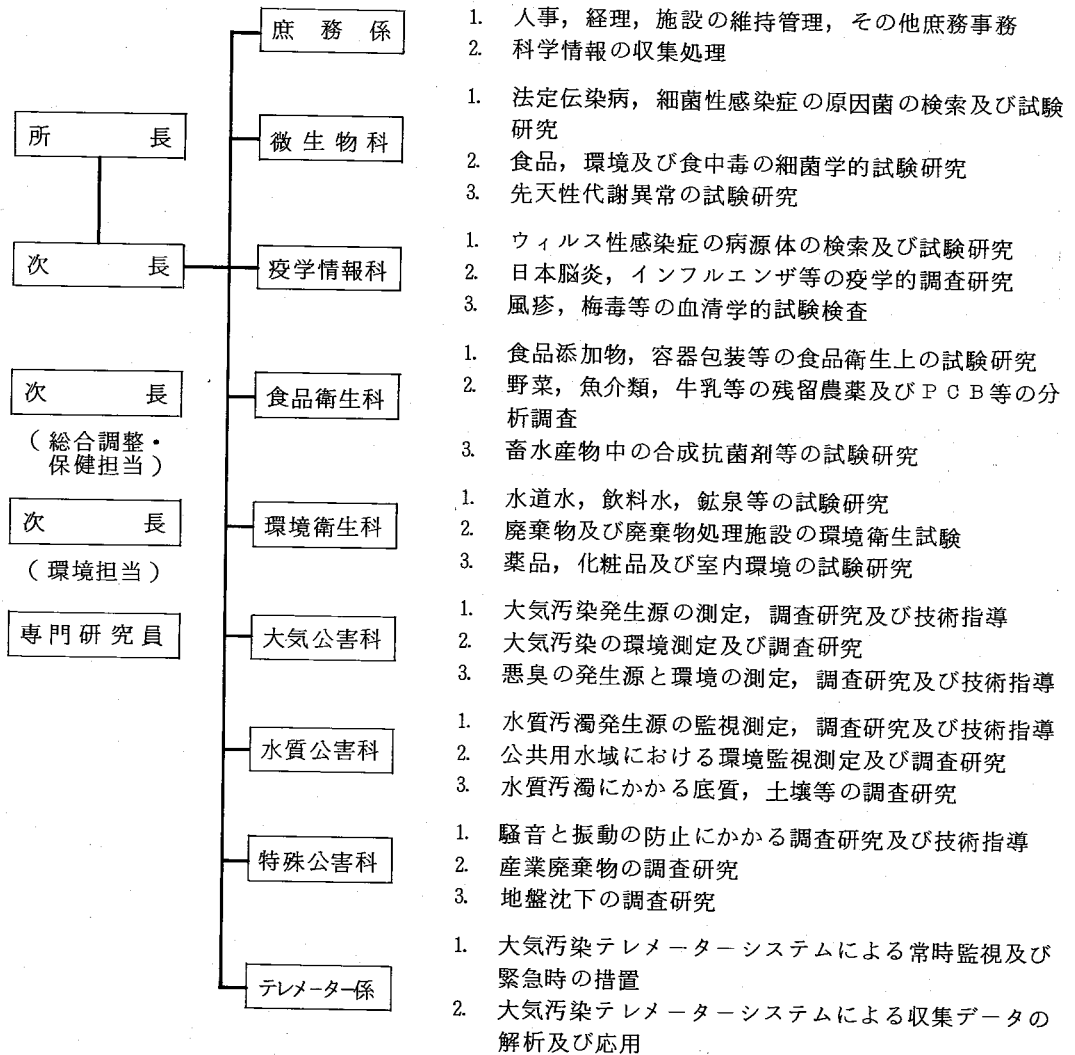 庶務係
1. 人事，経理，施設の維持管理，その他庶務事務
2. 科学情報の収集処理
所長
微生物科
1. 法定伝染病，細菌性感染症の原因菌の検索及び試験
研究
2. 食品，環境及び食中毒の細菌学的試験研究
3. 先天性代謝異常の試験研究
次長
疫学情報科
1. ウィルス性感染症の病源体の検索及び試験研究
2. 日本脳炎，インフルエンザ等の疫学的調査研究
3. 風疹，梅毒等の血清学的試験検査
次長
（総合調整・
保健担当）
食品衛生科
1. 食品添加物，容器包装等の食品衛生上の試験研究
2. 野菜，魚介類，牛乳等の残留農薬及びＰＣＢ等の分
析調査
3. 畜水産物中の合成抗菌剤等の試験研究
次長
（環境担当）
環境衛生科
1. 水道水，飲料水，鉱泉等の試験研究
2. 廃棄物及び廃棄物処理施設の環境衛生試験
3. 薬品，化粧品及び室内環境の試験研究
専門研究員
大気公害科
1. 大気汚染発生源の測定，調査研究及び技術指導
2. 大気汚染の環境測定及び調査研究
3. 悪臭の発生源と環境の測定，調査研究及び技術指導
水質公害科
1. 水質汚濁発生源の監視測定，調査研究及び技術指導
2. 公共用水域における環境監視測定及び調査研究
3. 水質汚濁にかかる底質，土壌等の調査研究
特殊公害科
1. 騒音と振動の防止にかかる調査研究及び技術指導
2. 産業廃棄物の調査研究
3. 地盤沈下の調査研究
テレメーター係
1. 大気汚染テレメーターシステムによる常時監視及び
緊急時の措置
2. 大気汚染テレメーターシステムによる収集データの
解析及び応用